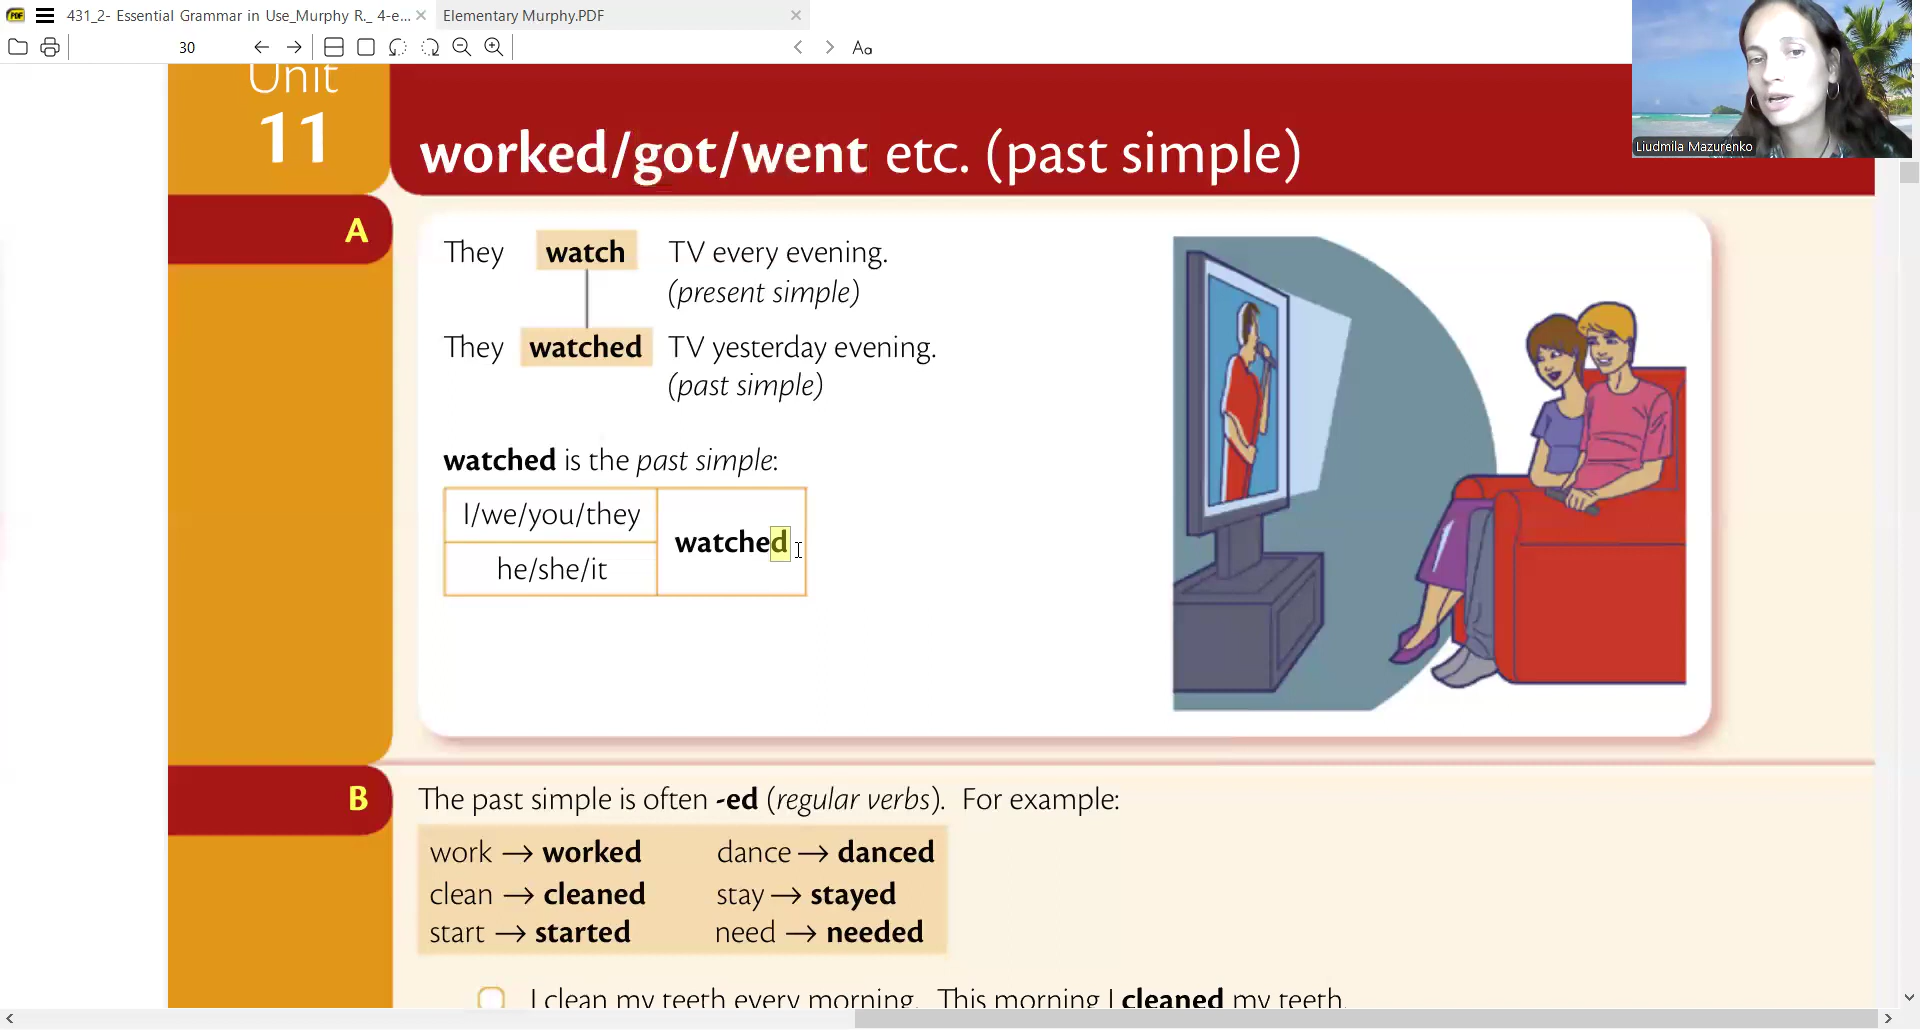 431_2- Essential Grammar in Use_Murphy R._ 4-e...
Elementary Murphy.PDF
30
Aa
Liudmila Mazurenko
Unit
11
worked/got/went etc. (past simple)
A
They watch TV every evening.
(present simple)
They watched TV yesterday evening.
(past simple)
watched is the past simple:
I/we/you/they
watched
he/she/it
B
The past simple is often -ed (regular verbs). For example:
work → worked dance → danced
clean → cleaned stay → stayed
start → started need → needed
I clean my teeth every morning. This morning I cleaned my teeth.